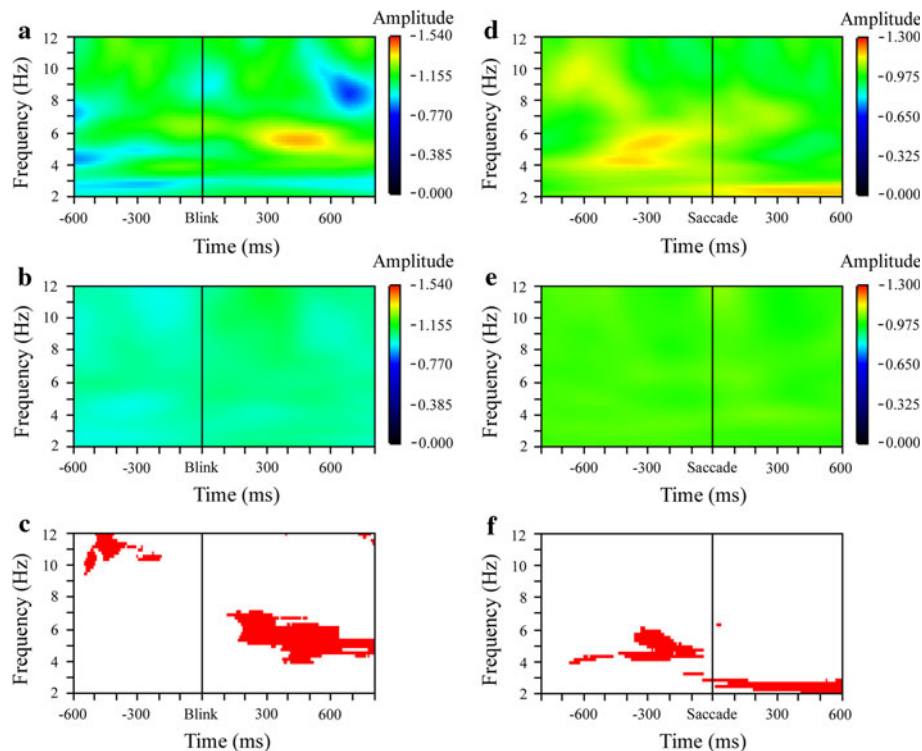 a
Amplitude
Frequency (Hz)
12
10
8
6
4
2
-600
-300
Blink
300
600
Time (ms)
-1.540
-1.155
-0.770
-0.385
-0.000
d
Amplitude
Frequency (Hz)
12
10
8
6
4
2
-600
-300
Saccade
300
600
Time (ms)
-1.300
-0.975
-0.650
-0.325
-0.000
b
Amplitude
Frequency (Hz)
12
10
8
6
4
2
-600
-300
Blink
300
600
Time (ms)
-1.540
-1.155
-0.770
-0.385
-0.000
e
Amplitude
Frequency (Hz)
12
10
8
6
4
2
-600
-300
Saccade
300
600
Time (ms)
-1.300
-0.975
-0.650
-0.325
-0.000
c
Frequency (Hz)
12
10
8
6
4
2
-600
-300
Blink
300
600
Time (ms)
f
Frequency (Hz)
12
10
8
6
4
2
-600
-300
Saccade
300
600
Time (ms)